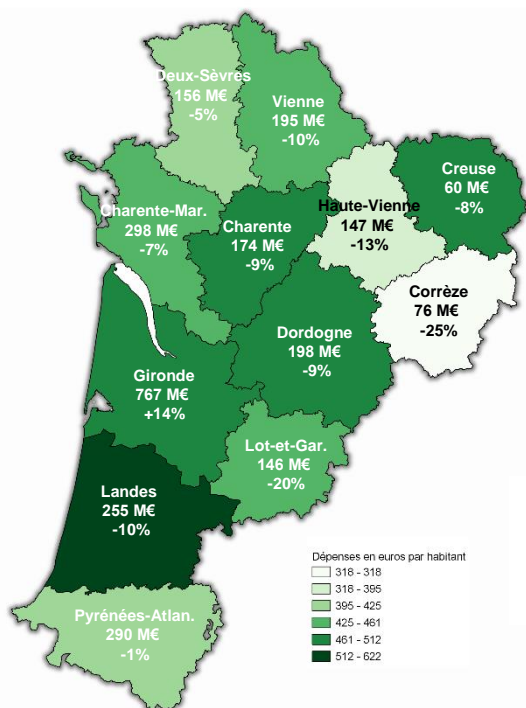 Deux-Sèvres
156 M€
-5%
Vienne
195 M€
-10%
Creuse
60 M€
-8%
Haute-Vienne
147 M€
-13%
Charente-Mar.
298 M€
-7%
Charente
174 M€
-9%
Corrèze
76 M€
-25%
Dordogne
198 M€
-9%
Gironde
767 M€
+14%
Lot-et-Gar.
146 M€
-20%
Landes
255 M€
-10%
Pyrénées-Atlan.
290 M€
-1%
Dépenses en euros par habitant
318 - 318
318 - 395
395 - 425
425 - 461
461 - 512
512 - 622